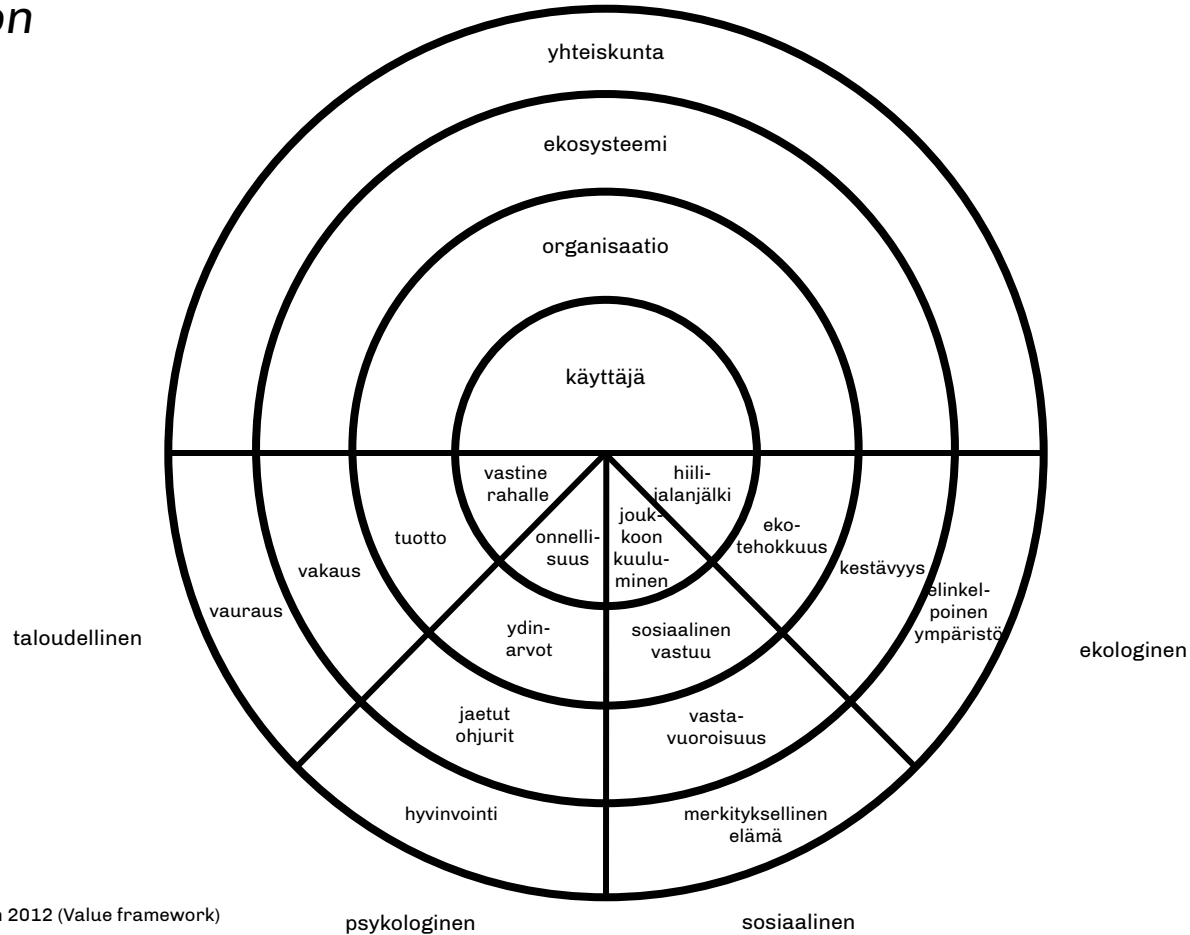 on
yhteiskunta
ekosysteemi
organisaatio
käyttäjä
vastine
rahalle
hiili-
jalanjälki
onnelli-
suus
jouk-
koon
kuulu-
minen
tuotto
eko-
tehokkuus
vakaus
kestävyys
vauraus
elinkel-
poinen
ympäristö
ydin-
arvot
sosiaalinen
vastuu
taloudellinen
ekologinen
jaetut
ohjurit
vasta-
vuoroisuus
hyvinvointi
merkityksellinen
elämä
2012 (Value framework)
psykologinen
sosiaalinen